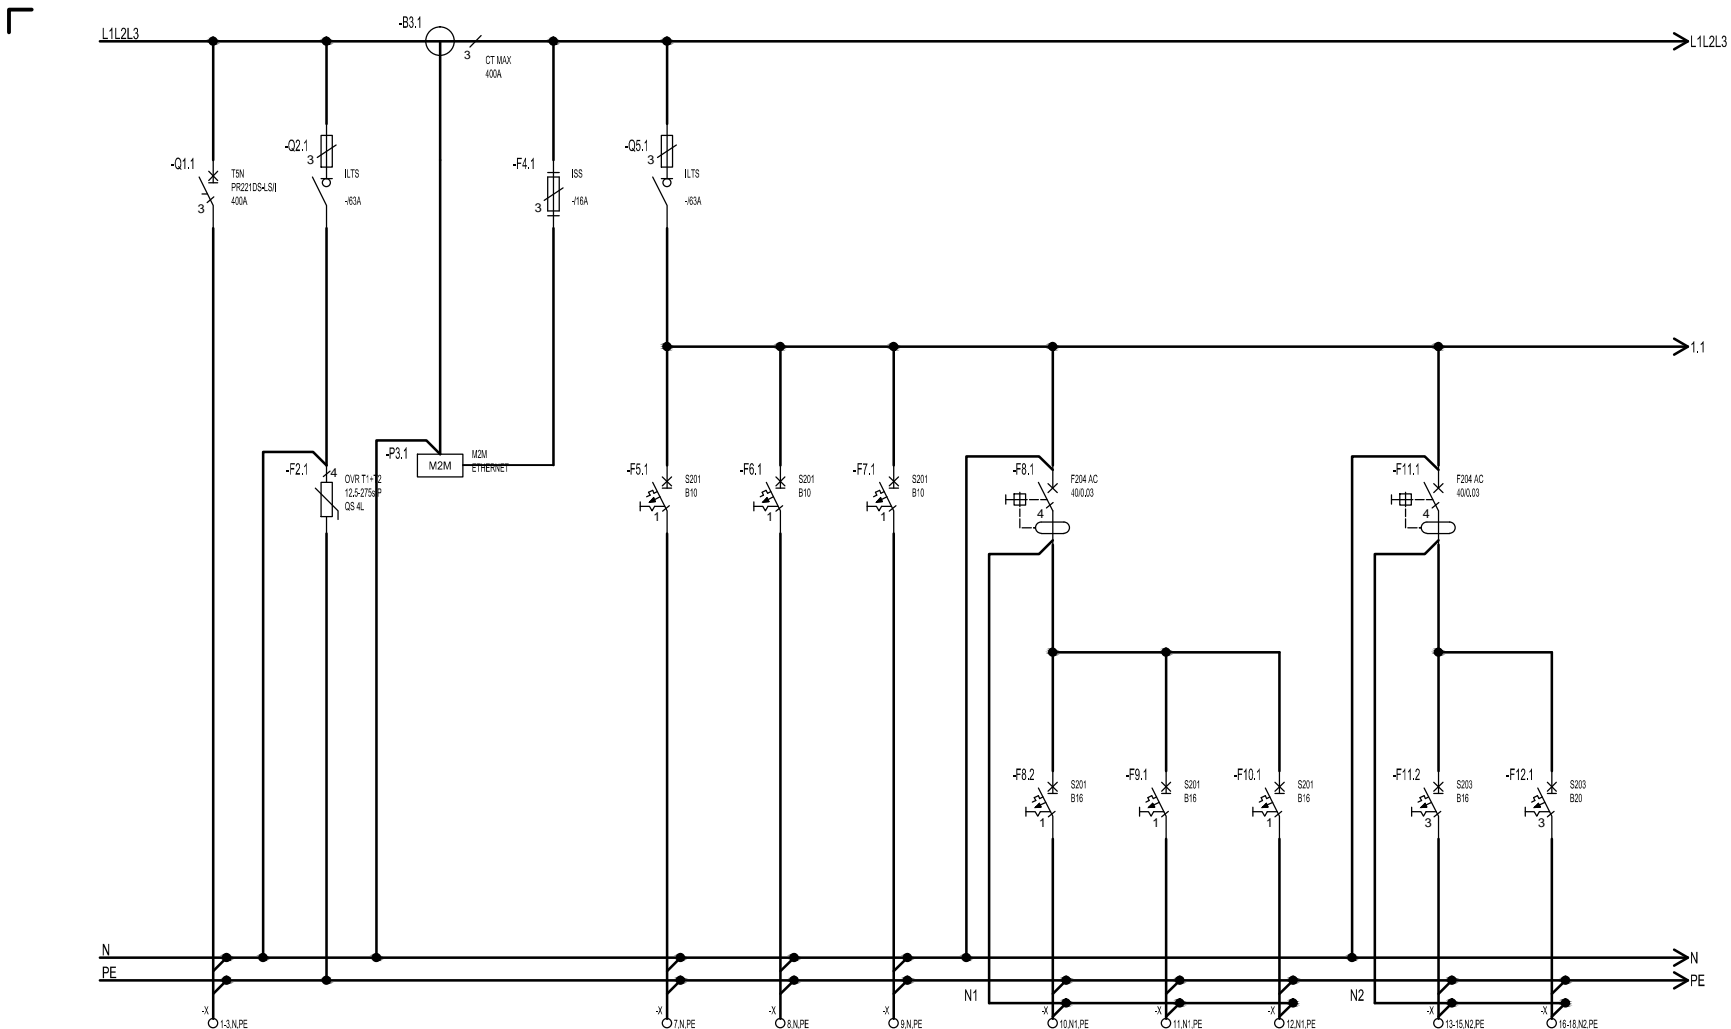 -B3.1
L1L2L3
3
CT MAX
400A
L1L2L3
-Q1.1
3
T5N
PR221DS-LS/I
400A
-Q2.1
3
ILTS
-/63A
-F4.1
3
ISS
-/16A
-Q5.1
3
ILTS
-/63A
1.1
-F2.1
4
OVR T1+T2
12.5-275s P
QS 4L
-P3.1
M2M
M2M
ETHERNET
-F5.1
1
S201
B10
-F6.1
1
S201
B10
-F7.1
1
S201
B10
-F8.1
4
F204 AC
40/0.03
-F11.1
4
F204 AC
40/0.03
-F8.2
1
S201
B16
-F9.1
1
S201
B16
-F10.1
1
S201
B16
-F11.2
3
S203
B16
-F12.1
3
S203
B20
N
N
PE
PE
N1
N2
-X
1-3,N,PE
-X
7,N,PE
-X
8,N,PE
-X
9,N,PE
-X
10,N1,PE
-X
11,N1,PE
-X
12,N1,PE
-X
13-15,N2,PE
-X
16-18,N2,PE